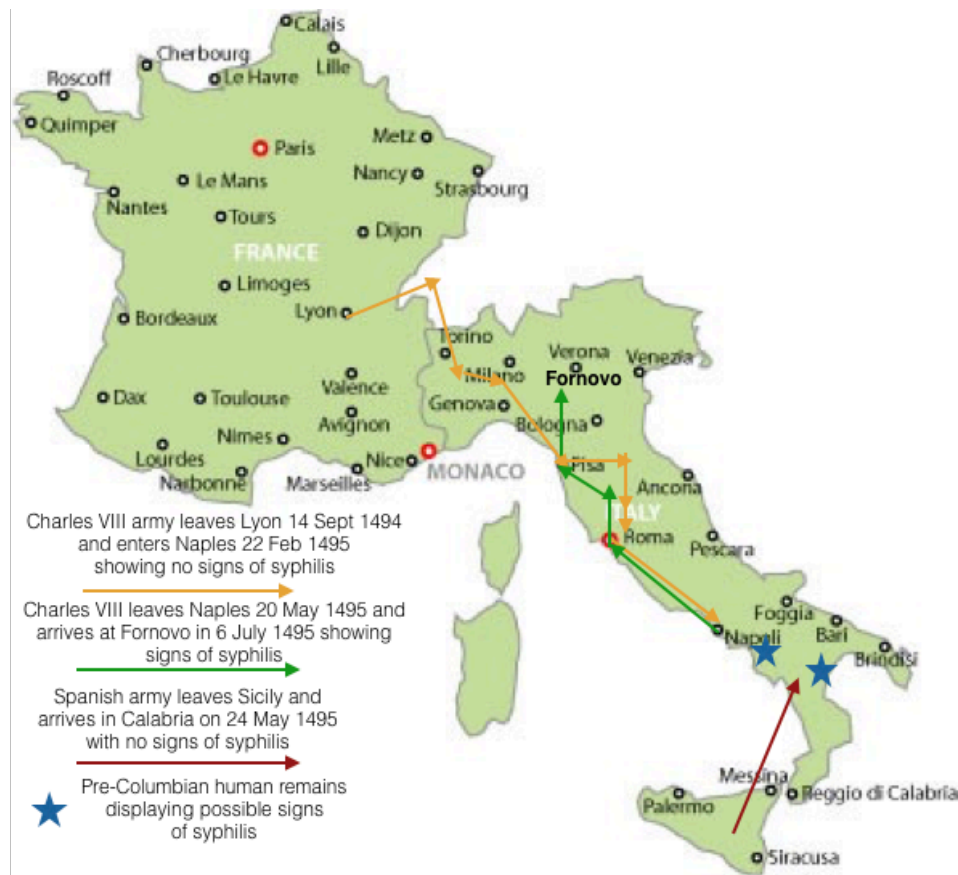 Calais
Cherbourg
Lille
Roscoff
Le Havre
Quimper
Metz
Paris
Nancy
Le Mans
Strasbourg
Nantes
Tours
Dijon
FRANCE
Limoges
Lyon
Bordeaux
Torino
Verona
Venezia
Milano
Fornovo
Valence
Dax
Toulouse
Genova
Avignon
Bologna
Nimes
Lourdes
Nice
Pisa
MONACO
Narbonne
Marseilles
Ancona
ITALY
Roma
Pescara
Charles VIII army leaves Lyon 14 Sept 1494
and enters Naples 22 Feb 1495
showing no signs of syphilis
Charles VIII leaves Naples 20 May 1495 and
arrives at Fornovo in 6 July 1495 showing
signs of syphilis
Spanish army leaves Sicily and
arrives in Calabria on 24 May 1495
with no signs of syphilis
Pre-Columbian human remains
displaying possible signs
of syphilis
Foggia
Napoli
Bari
Brindisi
Messina
Palermo
Reggio di Calabria
Siracusa